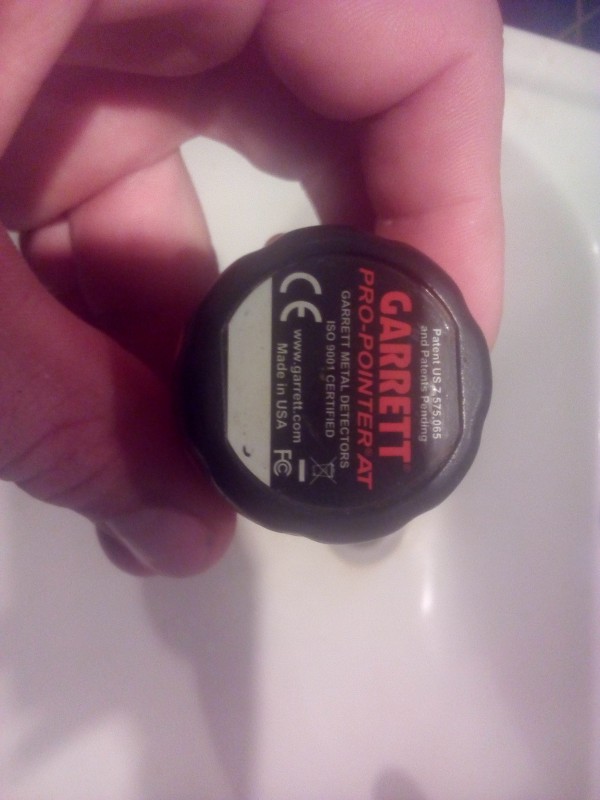 Patent US 7,575,065
and Patents Pending
GARRETT®
PRO-POINTER® AT
GARRETT METAL DETECTORS
ISO 9001 CERTIFIED
CE www.garrett.com
Made in USA FC